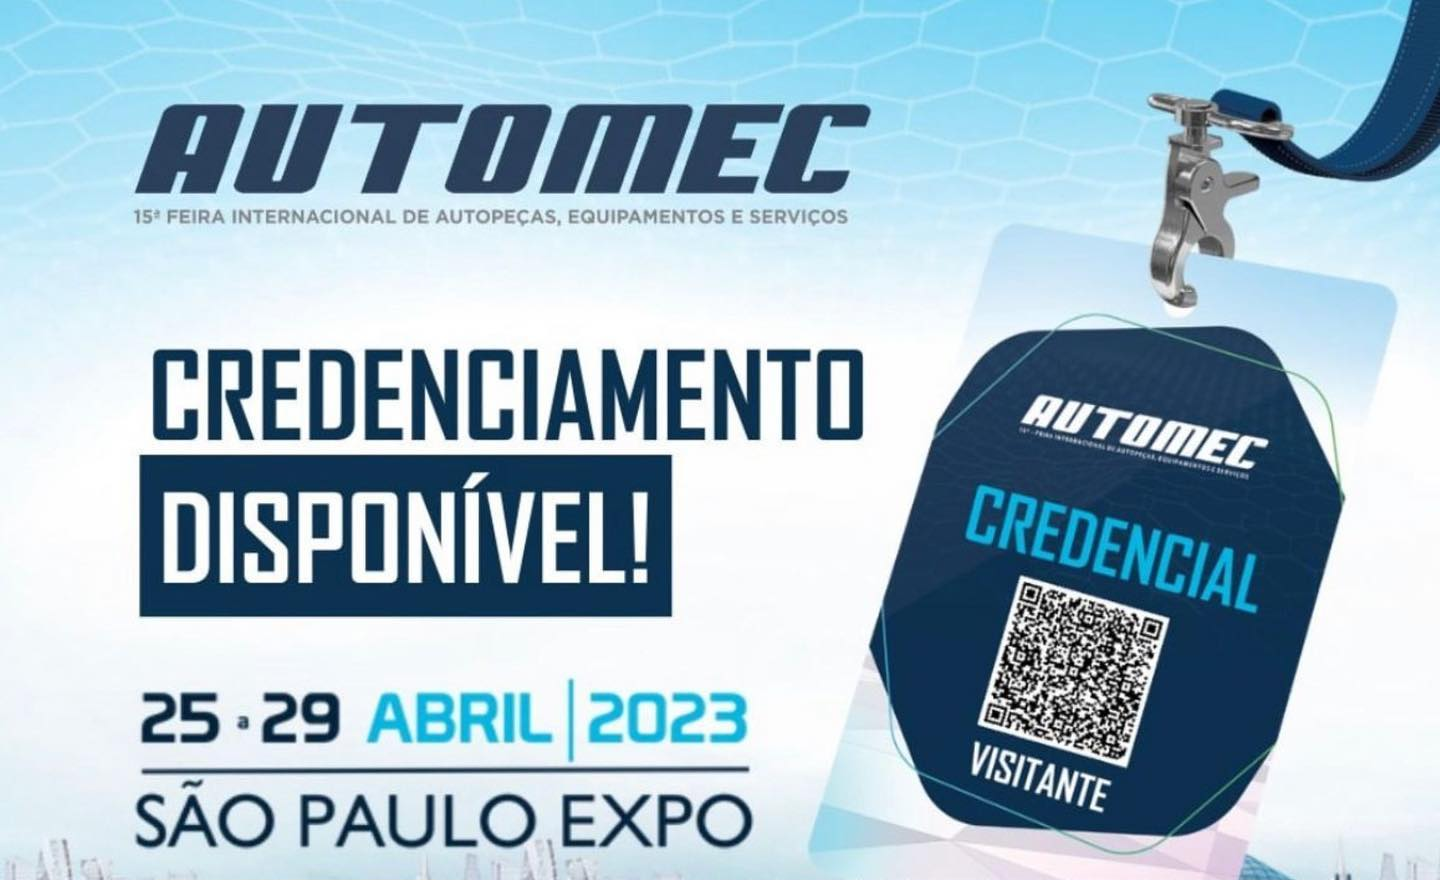 AUTOMEC
15ª FEIRA INTERNACIONAL DE AUTOPEÇAS, EQUIPAMENTOS E SERVIÇOS
CREDENCIAMENTO
DISPONÍVEL!
25 a 29 ABRIL | 2023
SÃO PAULO EXPO
AUTOMEC
15ª - FEIRA INTERNACIONAL DE AUTOPEÇAS, EQUIPAMENTOS E SERVIÇOS
CREDENCIAL
VISITANTE